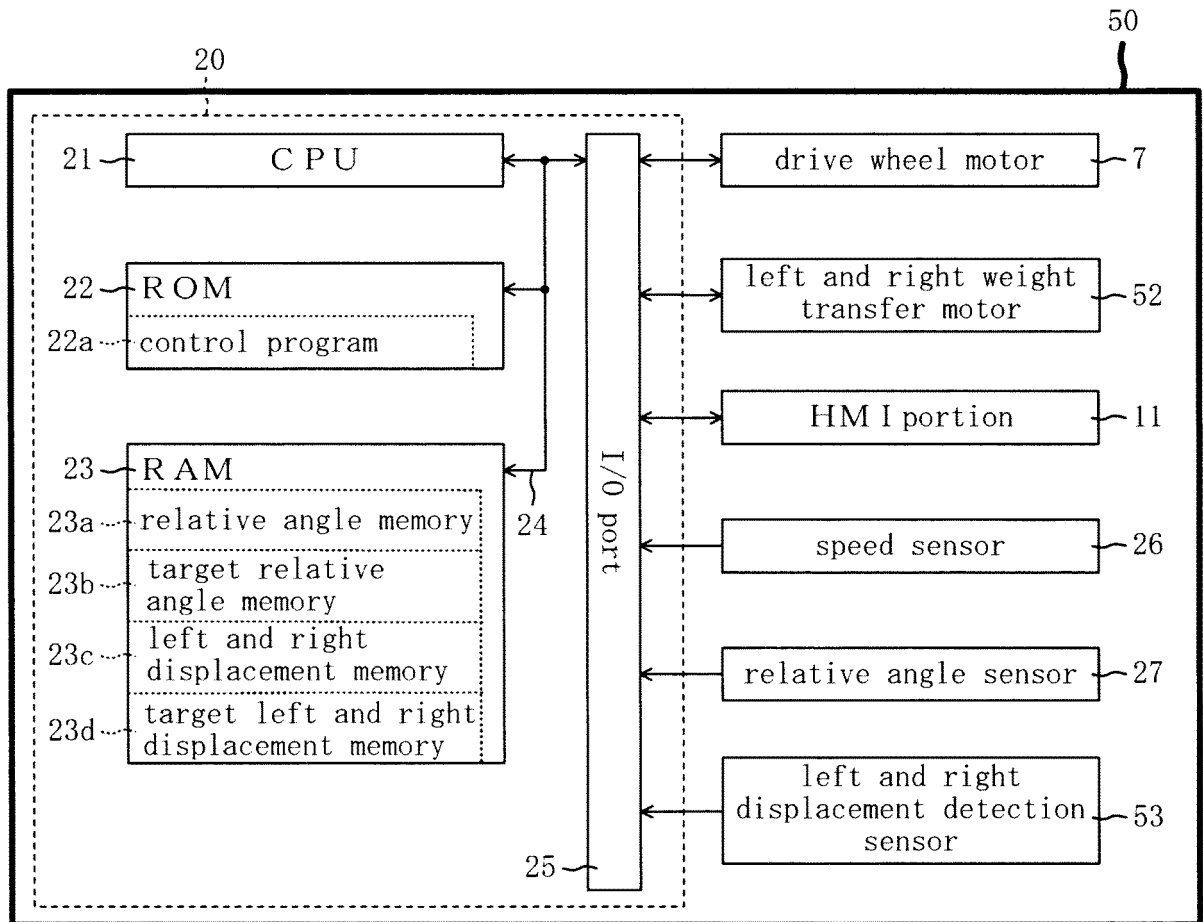 50
20
21
CPU
drive wheel motor
7
22
ROM
22a
control program
left and right weight
transfer motor
52
HMI portion
11
23
RAM
24
23a
relative angle memory
23b
target relative
angle memory
23c
left and right
displacement memory
23d
target left and right
displacement memory
I/O port
25
speed sensor
26
relative angle sensor
27
left and right
displacement detection
sensor
53